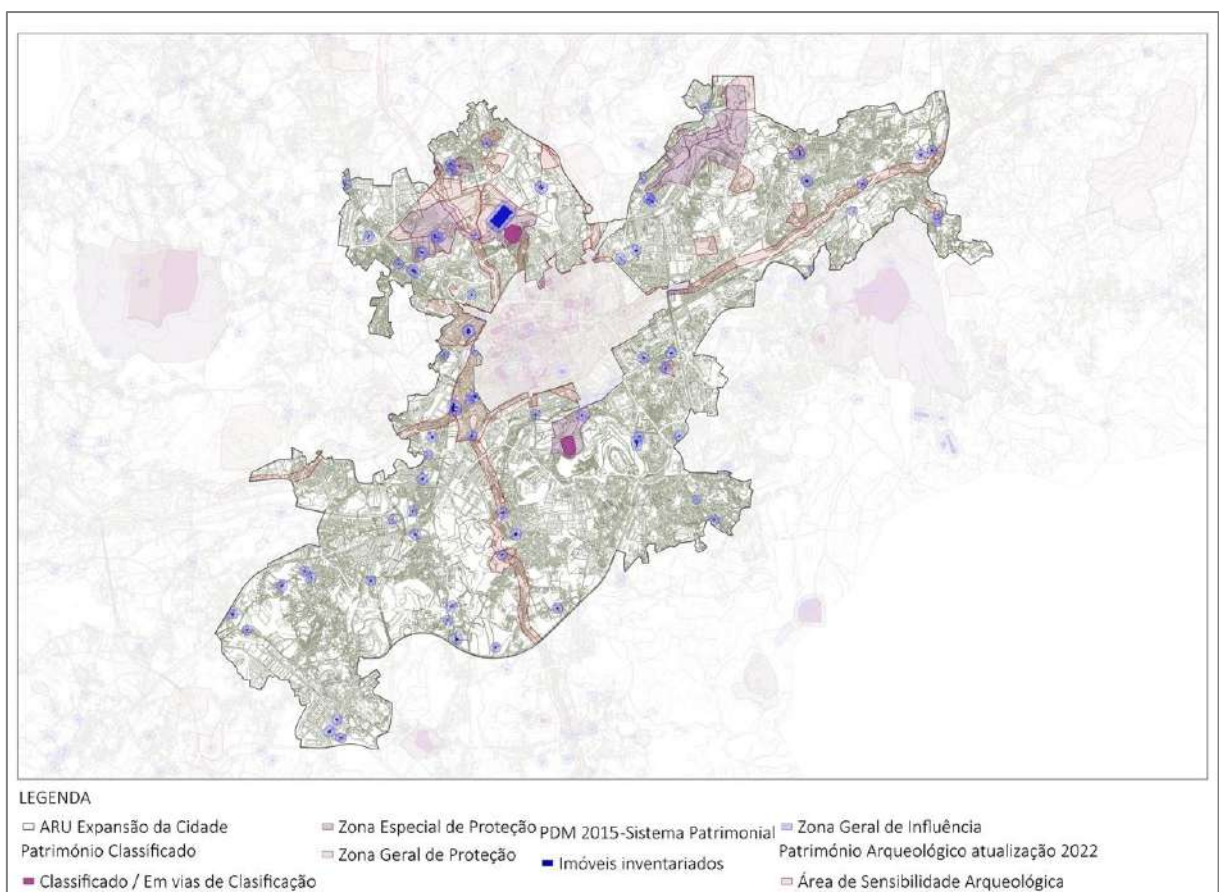 LEGENDA
ARU Expansão da Cidade
Património Classificado
Classificado / Em vias de Clasificação
Zona Especial de Proteção
Zona Geral de Proteção
PDM 2015-Sistema Patrimonial
Imóveis inventariados
Zona Geral de Influência
Património Arqueológico atualização 2022
Área de Sensibilidade Arqueológica